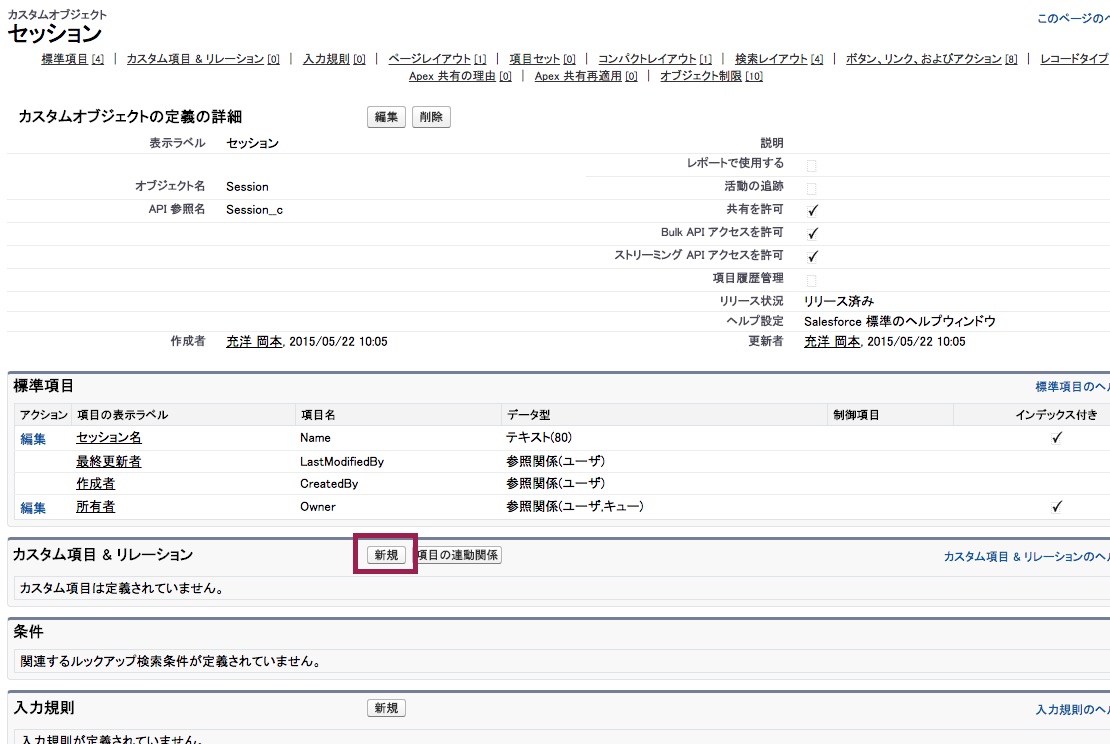 カスタムオブジェクト
セッション
このページのヘ
標準項目 [4] | カスタム項目 & リレーション [0] | 入力規則 [0] | ページレイアウト [1] | 項目セット [0] | コンパクトレイアウト [1] | 検索レイアウト [4] | ボタン、リンク、およびアクション [8] | レコードタイプ
Apex 共有の理由 [0] | Apex 共有再適用 [0] | オブジェクト制限 [10]
カスタムオブジェクトの定義の詳細 編集 削除
表示ラベル セッション 説明
レポートで使用する
オブジェクト名 Session 活動の追跡
API 参照名 Session__c 共有を許可 ✓
Bulk API アクセスを許可 ✓
ストリーミング API アクセスを許可 ✓
項目履歴管理
リリース状況 リリース済み
ヘルプ設定 Salesforce 標準のヘルプウィンドウ
作成者 充洋 岡本, 2015/05/22 10:05 更新者 充洋 岡本, 2015/05/22 10:05
標準項目 標準項目のヘル
アクション 項目の表示ラベル 項目名 データ型 制御項目 インデックス付き
編集 セッション名 Name テキスト(80) ✓
最終更新者 LastModifiedBy 参照関係(ユーザ)
作成者 CreatedBy 参照関係(ユーザ)
編集 所有者 Owner 参照関係(ユーザ,キュー) ✓
カスタム項目 & リレーション 新規 項目の連動関係 カスタム項目 & リレーションのヘル
カスタム項目は定義されていません。
条件
関連するルックアップ検索条件が定義されていません。
入力規則 新規 入力規則のヘル
入力規則が定義されていません。